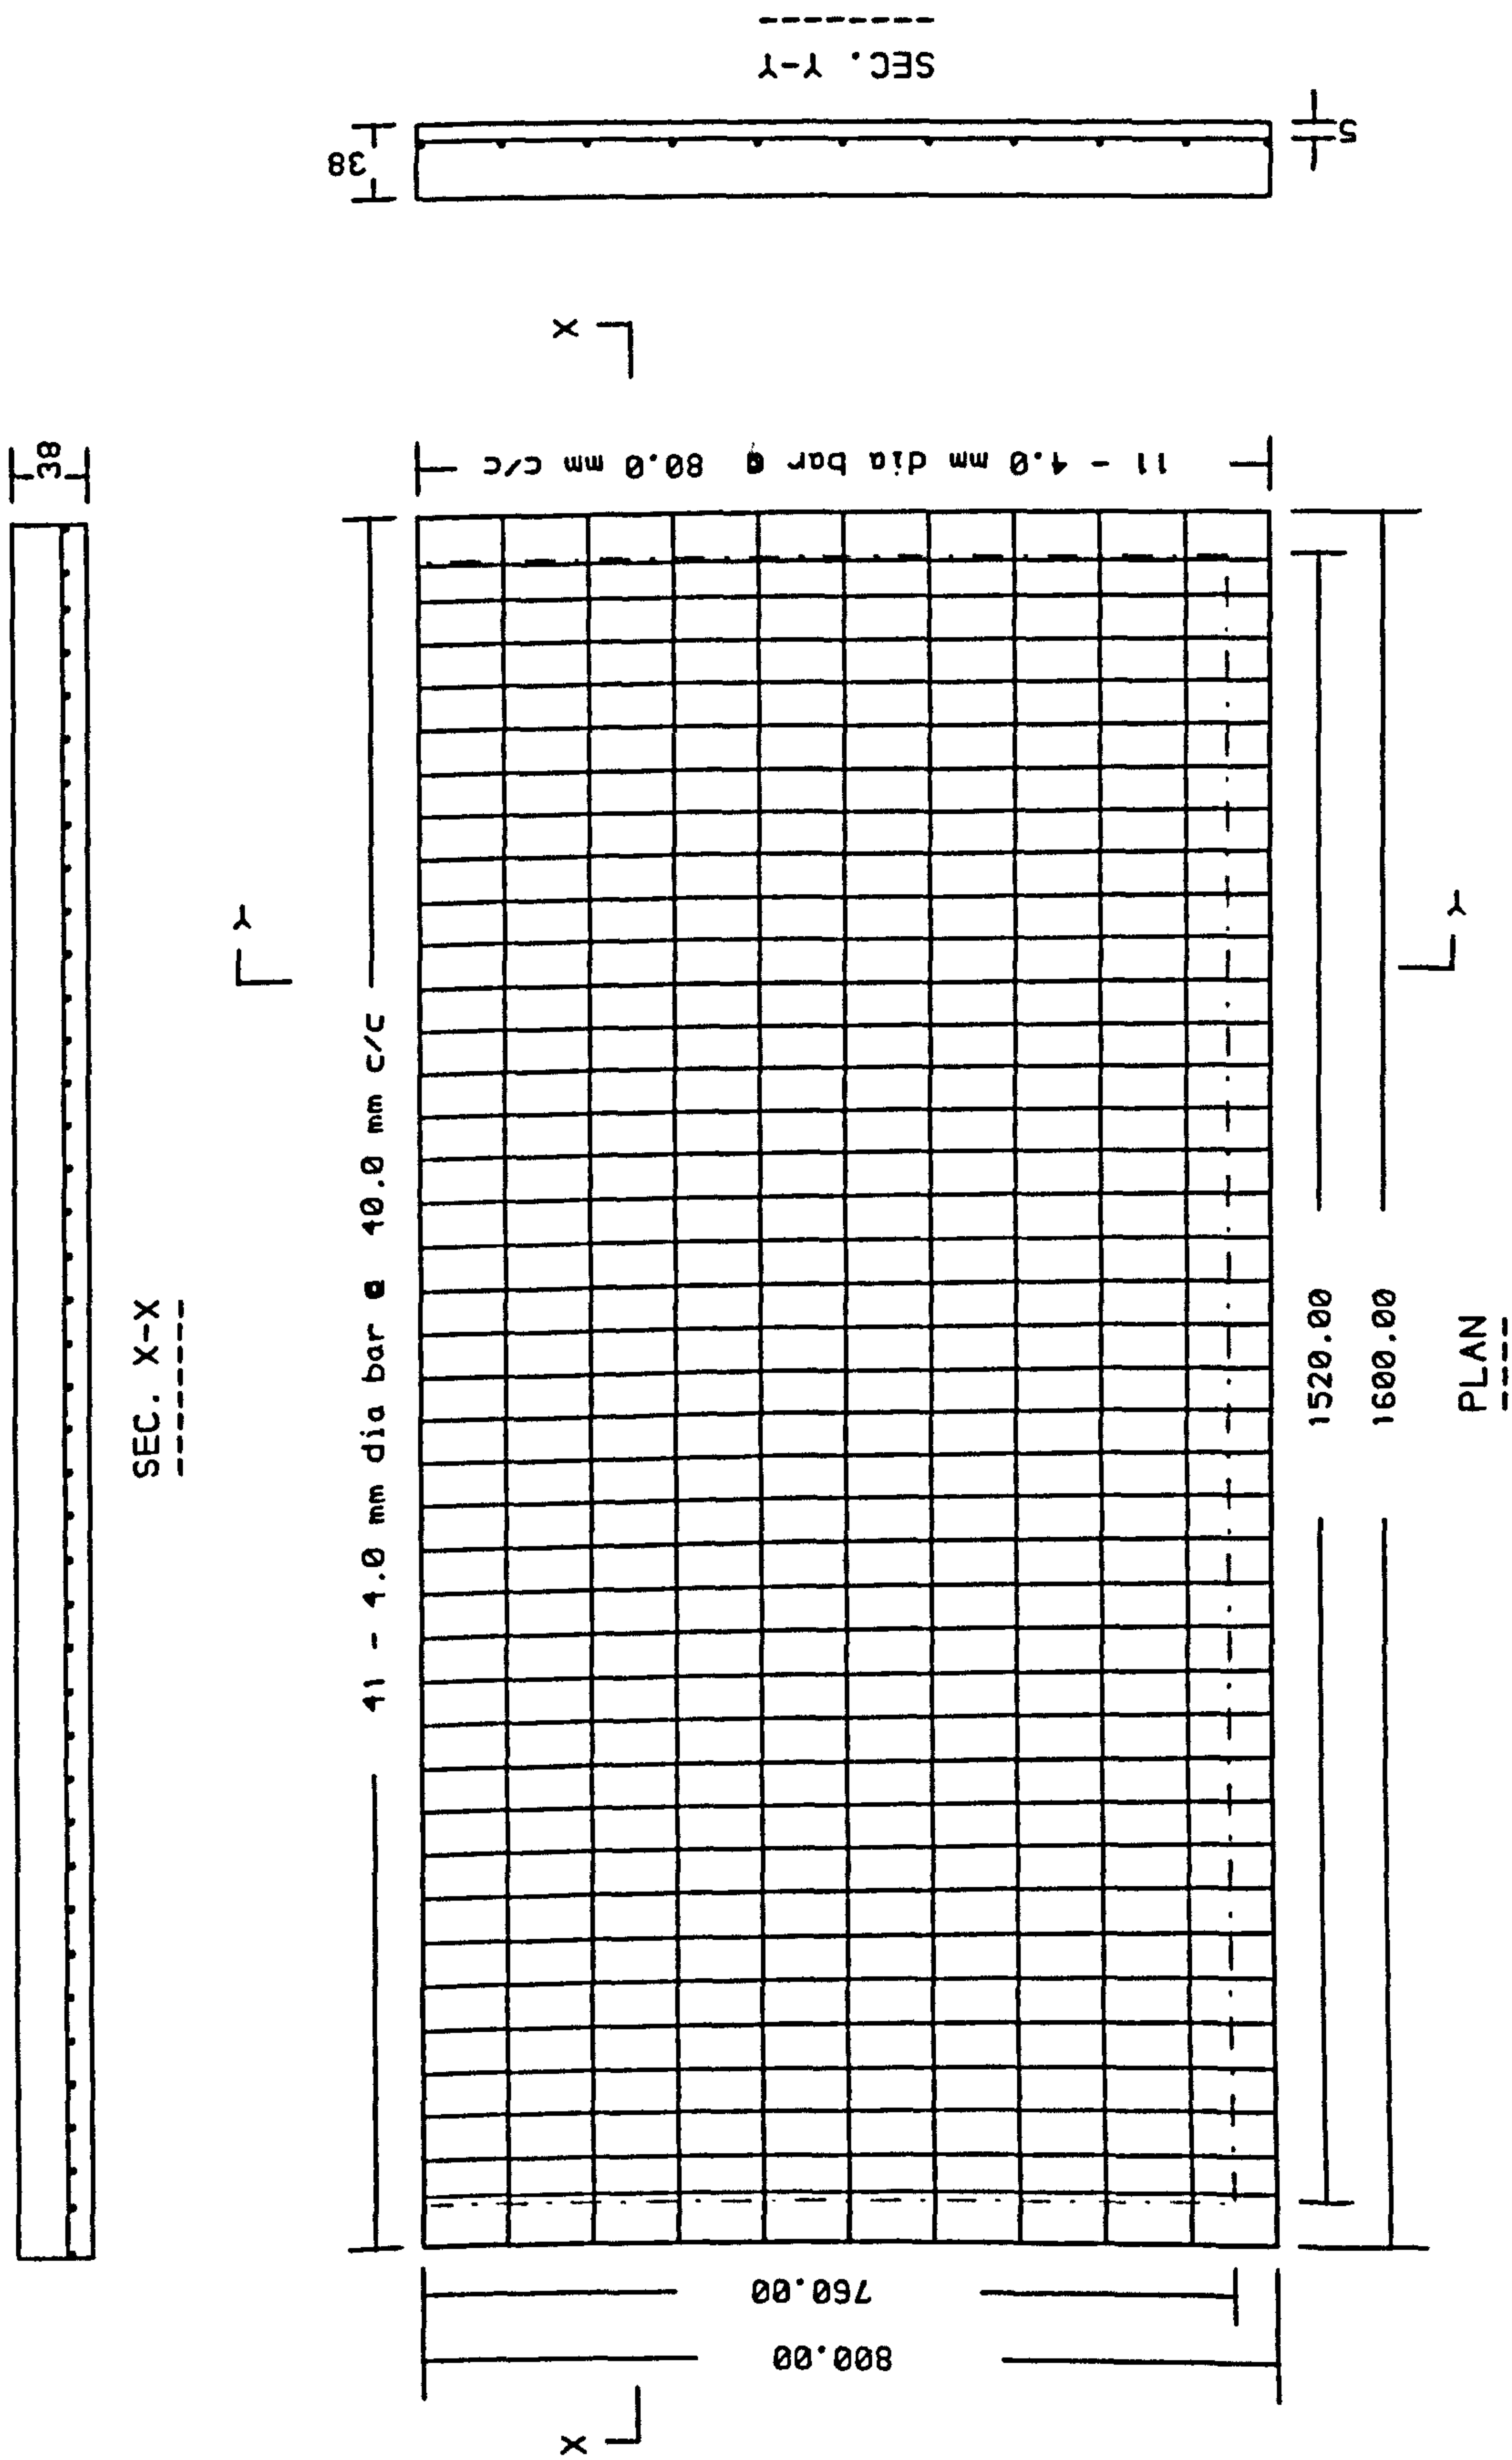 38
SEC. X-X
Y
41 - 4.0 mm dia bar @ 40.0 mm c/c
11 - 4.0 mm dia bar @ 80.0 mm c/c
760.00
800.00
X
X
1520.00
1600.00
Y
PLAN
38
5
SEC. Y-Y